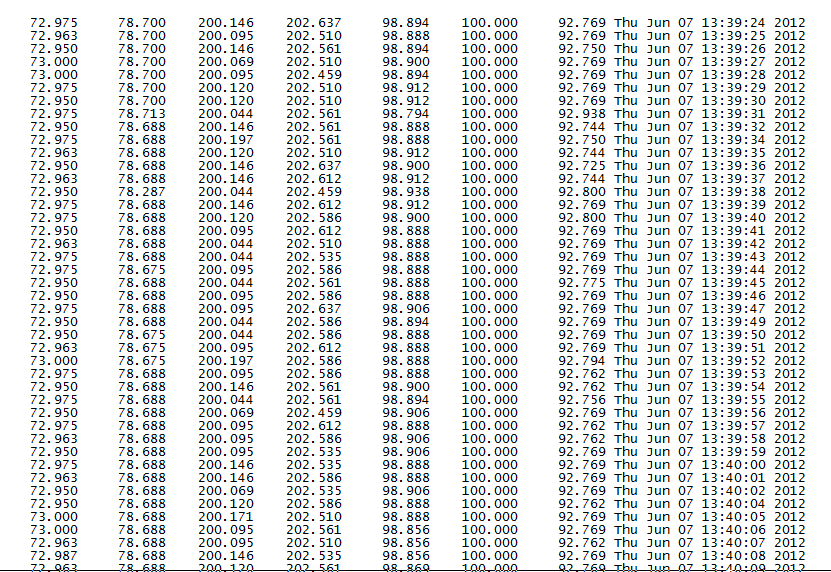 72.975 78.700 200.146 202.637 98.894 100.000 92.769 Thu Jun 07 13:39:24 2012
72.963 78.700 200.095 202.510 98.888 100.000 92.769 Thu Jun 07 13:39:25 2012
72.950 78.700 200.146 202.561 98.894 100.000 92.750 Thu Jun 07 13:39:26 2012
73.000 78.700 200.069 202.510 98.900 100.000 92.769 Thu Jun 07 13:39:27 2012
73.000 78.700 200.095 202.459 98.894 100.000 92.769 Thu Jun 07 13:39:28 2012
72.975 78.700 200.120 202.510 98.912 100.000 92.769 Thu Jun 07 13:39:29 2012
72.950 78.700 200.120 202.510 98.912 100.000 92.769 Thu Jun 07 13:39:30 2012
72.975 78.713 200.044 202.561 98.794 100.000 92.938 Thu Jun 07 13:39:31 2012
72.950 78.688 200.146 202.561 98.888 100.000 92.744 Thu Jun 07 13:39:32 2012
72.975 78.688 200.197 202.561 98.888 100.000 92.750 Thu Jun 07 13:39:34 2012
72.963 78.688 200.120 202.510 98.912 100.000 92.744 Thu Jun 07 13:39:35 2012
72.950 78.688 200.146 202.637 98.900 100.000 92.725 Thu Jun 07 13:39:36 2012
72.963 78.688 200.146 202.612 98.912 100.000 92.744 Thu Jun 07 13:39:37 2012
72.950 78.287 200.044 202.459 98.938 100.000 92.800 Thu Jun 07 13:39:38 2012
72.975 78.688 200.146 202.612 98.912 100.000 92.769 Thu Jun 07 13:39:39 2012
72.975 78.688 200.120 202.586 98.900 100.000 92.800 Thu Jun 07 13:39:40 2012
72.950 78.688 200.095 202.612 98.888 100.000 92.769 Thu Jun 07 13:39:41 2012
72.963 78.688 200.044 202.510 98.888 100.000 92.769 Thu Jun 07 13:39:42 2012
72.975 78.688 200.044 202.535 98.888 100.000 92.769 Thu Jun 07 13:39:43 2012
72.975 78.675 200.095 202.586 98.888 100.000 92.769 Thu Jun 07 13:39:44 2012
72.950 78.688 200.044 202.561 98.888 100.000 92.775 Thu Jun 07 13:39:45 2012
72.950 78.688 200.095 202.586 98.888 100.000 92.769 Thu Jun 07 13:39:46 2012
72.975 78.688 200.095 202.637 98.906 100.000 92.769 Thu Jun 07 13:39:47 2012
72.950 78.688 200.044 202.586 98.894 100.000 92.769 Thu Jun 07 13:39:49 2012
72.950 78.675 200.044 202.586 98.888 100.000 92.769 Thu Jun 07 13:39:50 2012
72.963 78.675 200.095 202.612 98.888 100.000 92.769 Thu Jun 07 13:39:51 2012
73.000 78.675 200.197 202.586 98.888 100.000 92.794 Thu Jun 07 13:39:52 2012
72.975 78.688 200.095 202.586 98.888 100.000 92.762 Thu Jun 07 13:39:53 2012
72.950 78.688 200.146 202.561 98.900 100.000 92.762 Thu Jun 07 13:39:54 2012
72.975 78.688 200.044 202.561 98.894 100.000 92.756 Thu Jun 07 13:39:55 2012
72.950 78.688 200.069 202.459 98.906 100.000 92.769 Thu Jun 07 13:39:56 2012
72.975 78.688 200.095 202.612 98.888 100.000 92.762 Thu Jun 07 13:39:57 2012
72.963 78.688 200.095 202.586 98.906 100.000 92.762 Thu Jun 07 13:39:58 2012
72.950 78.688 200.095 202.535 98.906 100.000 92.769 Thu Jun 07 13:39:59 2012
72.975 78.688 200.146 202.535 98.888 100.000 92.769 Thu Jun 07 13:40:00 2012
72.963 78.688 200.146 202.586 98.888 100.000 92.769 Thu Jun 07 13:40:01 2012
72.950 78.688 200.069 202.535 98.906 100.000 92.769 Thu Jun 07 13:40:02 2012
72.950 78.688 200.120 202.586 98.888 100.000 92.762 Thu Jun 07 13:40:04 2012
73.000 78.688 200.171 202.510 98.888 100.000 92.769 Thu Jun 07 13:40:05 2012
73.000 78.688 200.095 202.561 98.856 100.000 92.769 Thu Jun 07 13:40:06 2012
72.963 78.688 200.095 202.510 98.856 100.000 92.762 Thu Jun 07 13:40:07 2012
72.987 78.688 200.146 202.535 98.856 100.000 92.769 Thu Jun 07 13:40:08 2012
72.963 78.688 200.120 202.561 98.869 100.000 92.769 Thu Jun 07 13:40:09 2012